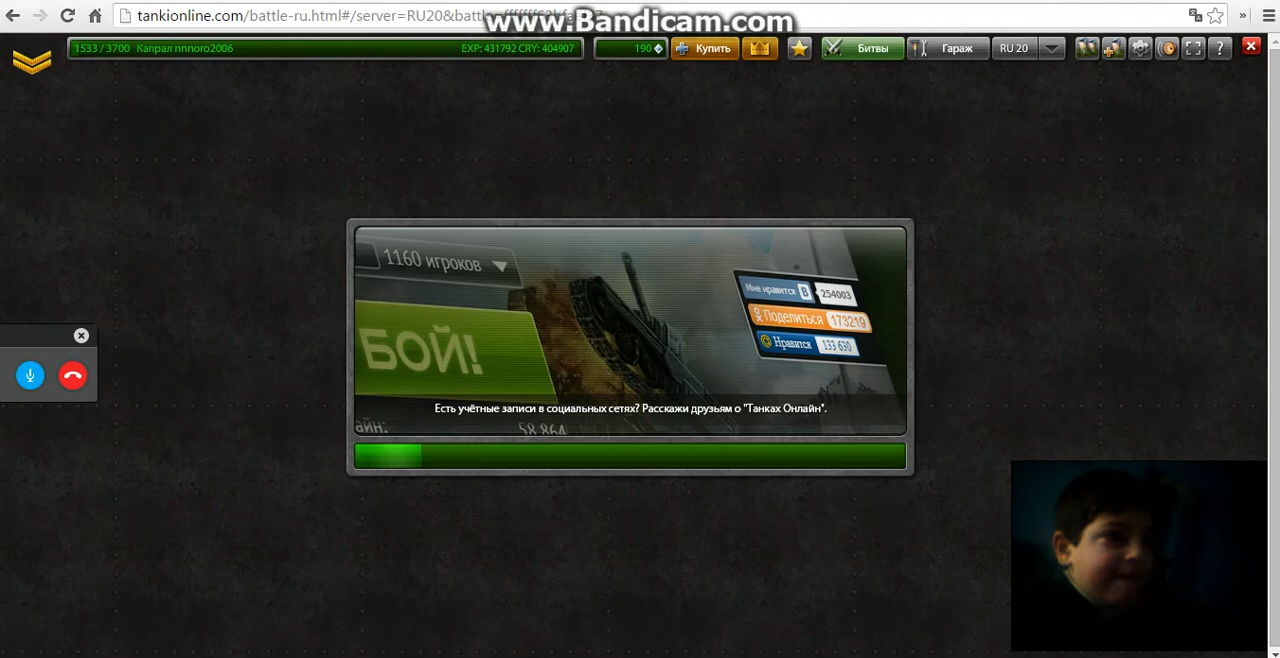 www.Bandicam.com
tankionline.com/battle-ru.html#/server=RU20&battle=
1533 / 3700 Капрал nnnoro2006
EXP: 431792 CRY: 404907
190
Купить
Битвы
Гараж
RU 20
?
1160 игроков
БОЙ!
Мне нравится В 254003
Поделиться 173219
Нравится 133 630
Есть учётные записи в социальных сетях? Расскажи друзьям о "Танках Онлайн".
айн:
58 864